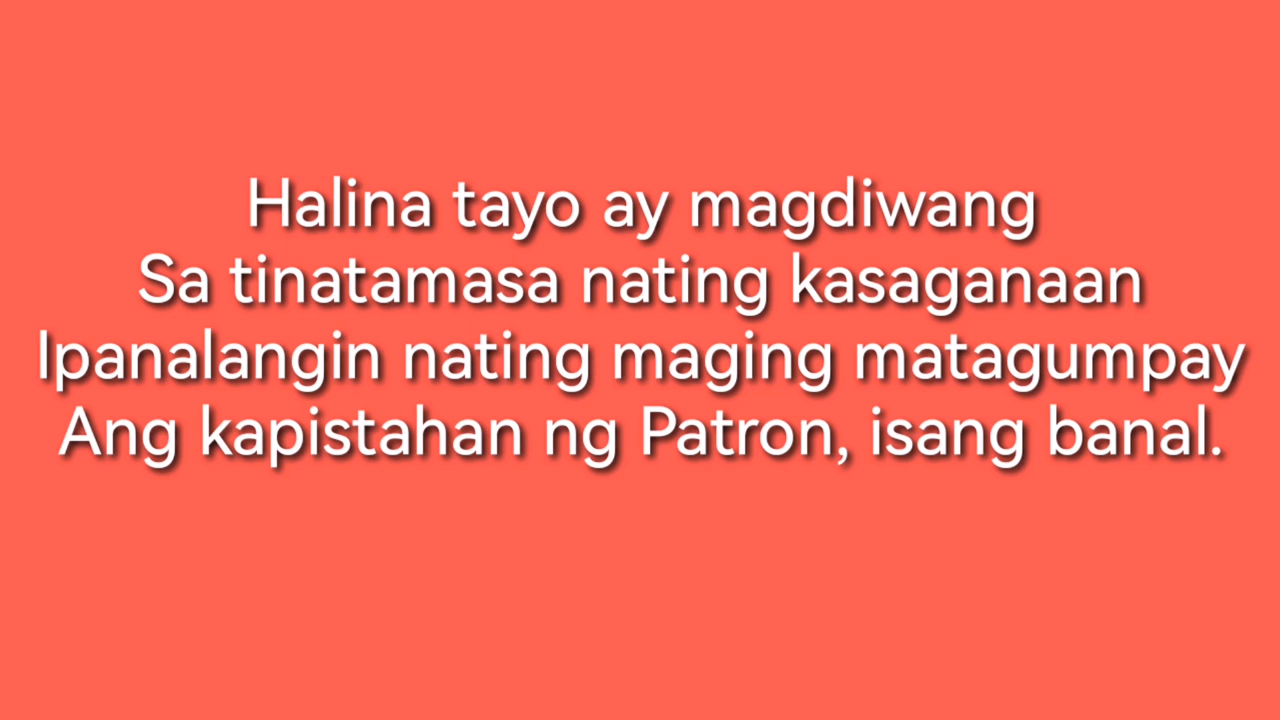 Halina tayo ay magdiwang
Sa tinatamasa nating kasaganaan
Ipanalangin nating maging matagumpay
Ang kapistahan ng Patron, isang banal.